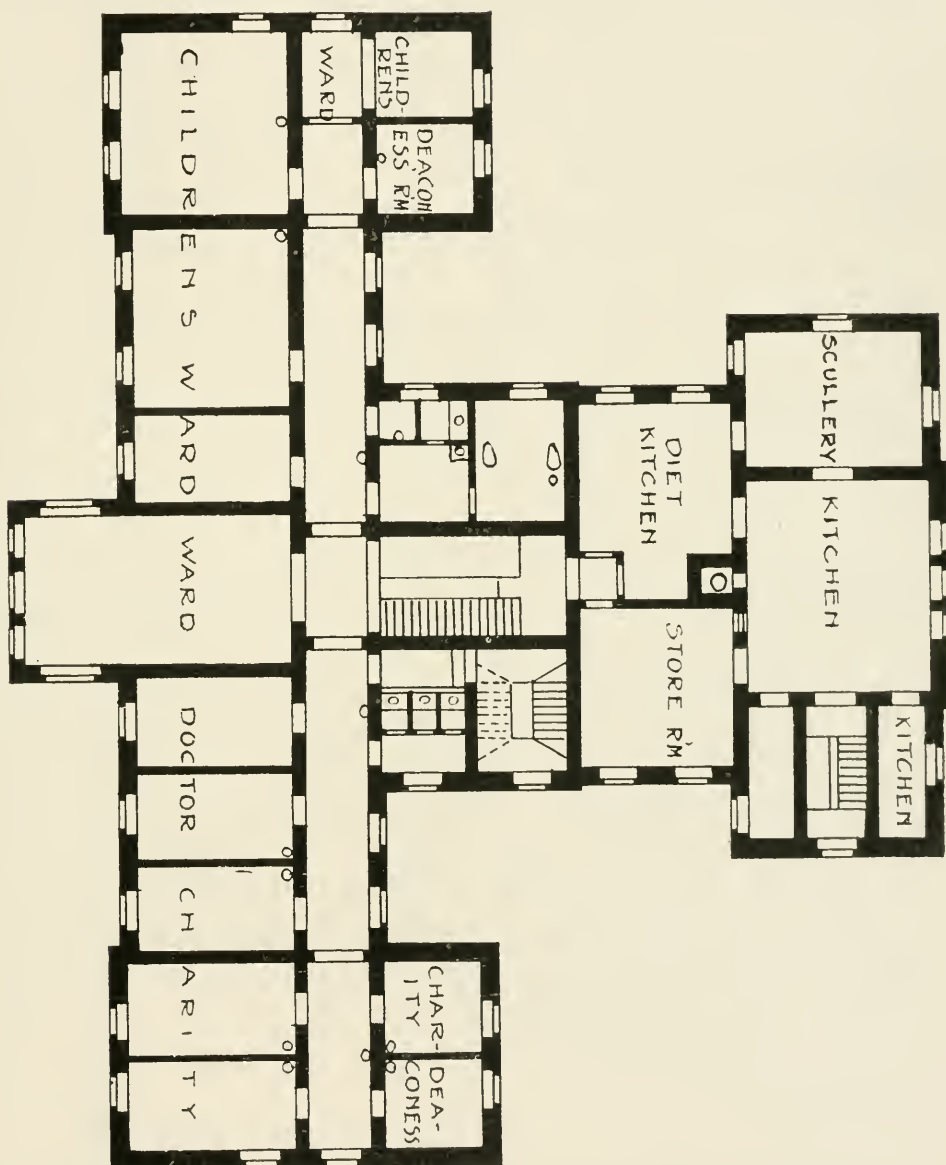 CHILDRENS WARD
WARD
CHILD-
RENS
DEACON
ESS R'M
WARD
DOCTOR
CHARITY
CHAR-
ITY
DEA-
CONESS
DIET
KITCHEN
STORE R'M
SCULLERY
KITCHEN
KITCHEN